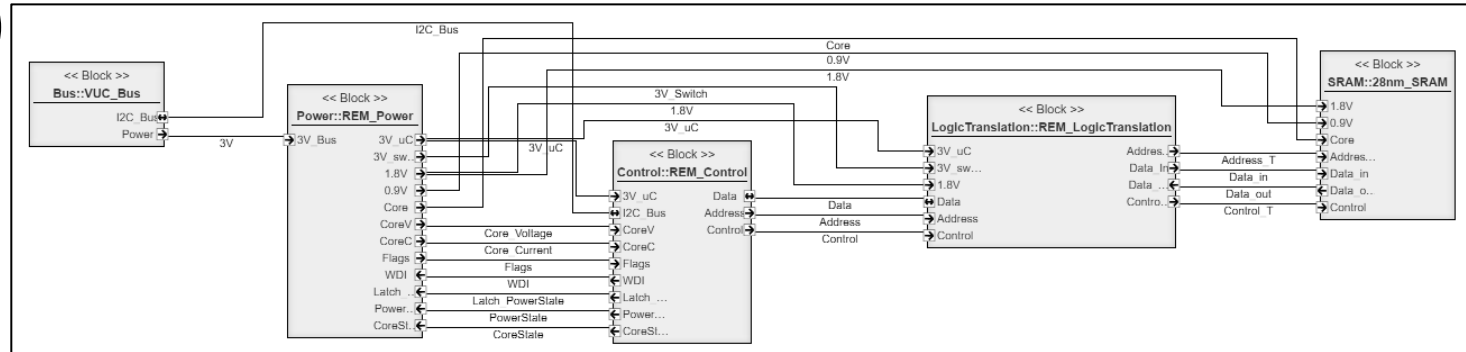 I2C_Bus
<< Block >>
Bus::VUC_Bus
I2C_Bus
Power
3V
<< Block >>
Power::REM_Power
3V_Bus
3V_uC
3V_sw...
1.8V
0.9V
Core
CoreV
CoreC
Flags
WDI
Latch_...
Power...
CoreSt...
Core
0.9V
1.8V
3V_Switch
1.8V
3V_uC
3V_uC
Core_Voltage
Core_Current
Flags
WDI
Latch_PowerState
PowerState
CoreState
<< Block >>
Control::REM_Control
3V_uC
I2C_Bus
CoreV
CoreC
Flags
WDI
Latch_...
Power...
CoreSt...
Data
Address
Control
Data
Address
Control
<< Block >>
LogicTranslation::REM_LogicTranslation
3V_uC
3V_sw...
1.8V
Data
Address
Control
Addres...
Data_In
Data_...
Contro...
Address_T
Data_in
Data_out
Control_T
<< Block >>
SRAM::28nm_SRAM
1.8V
0.9V
Core
Addres...
Data_in
Data_o...
Control